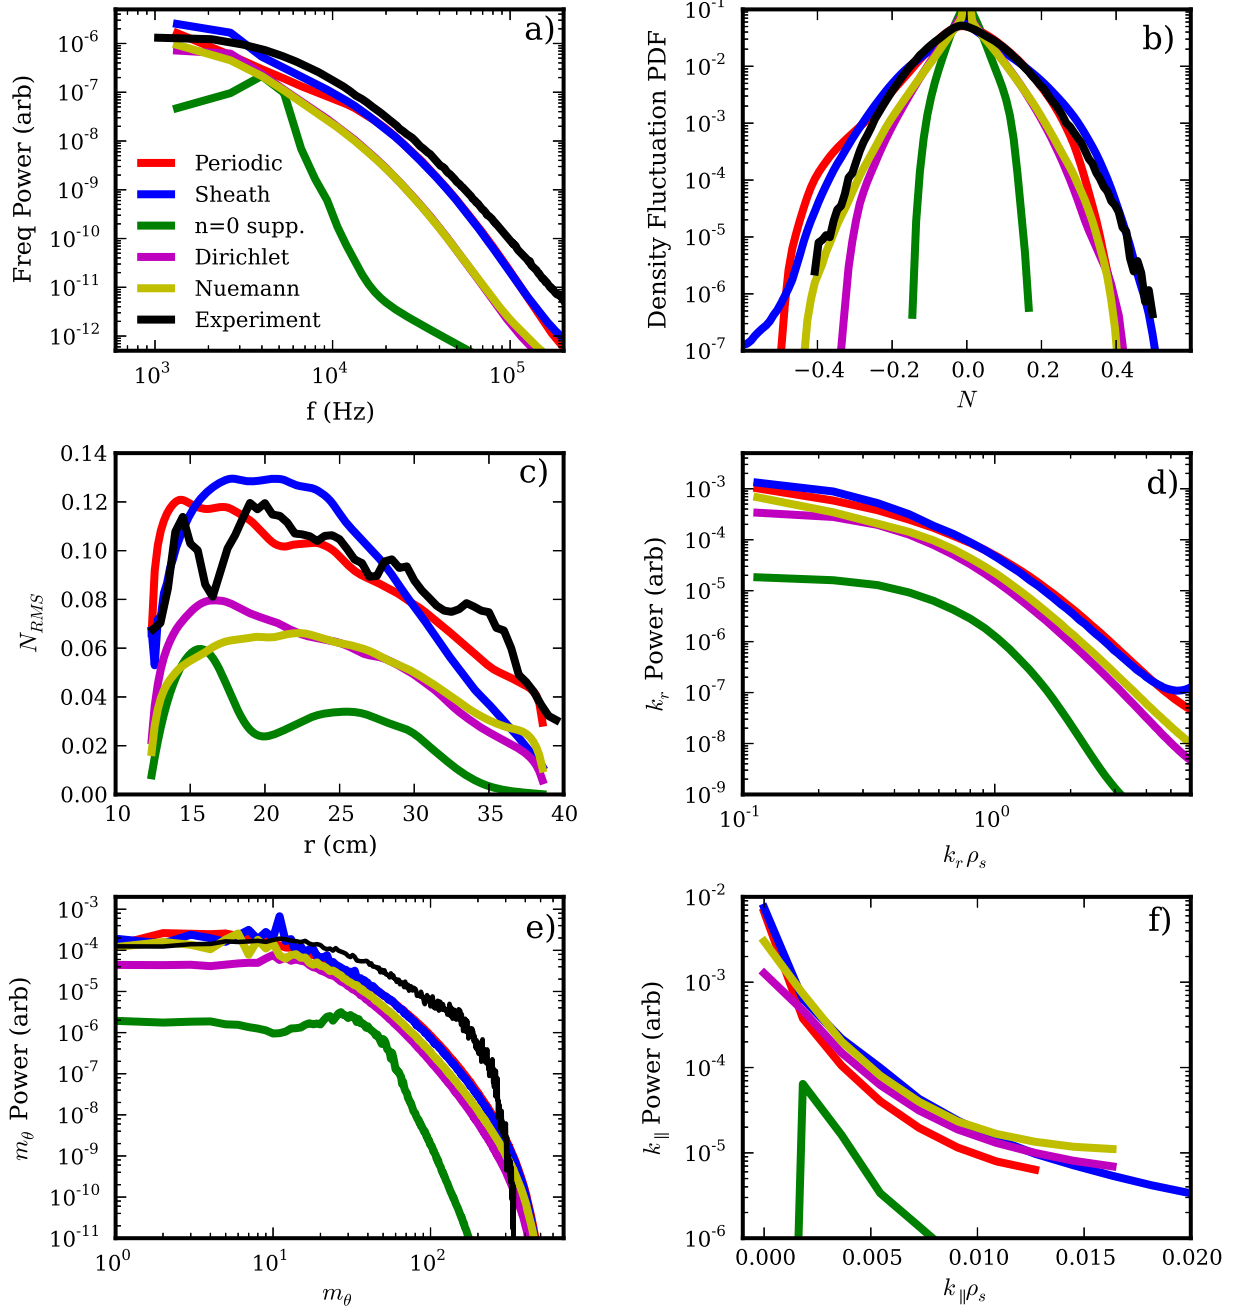 a)
10^-6
10^-7
10^-8
10^-9
10^-10
10^-11
10^-12
Freq Power (arb)
Periodic
Sheath
n=0 supp.
Dirichlet
Nuemann
Experiment
10^3 10^4 10^5
f (Hz)
b)
10^-1
10^-2
10^-3
10^-4
10^-5
10^-6
10^-7
Density Fluctuation PDF
−0.4 −0.2 0.0 0.2 0.4
N
c)
0.14
0.12
0.10
0.08
0.06
0.04
0.02
0.00
N_RMS
10 15 20 25 30 35 40
r (cm)
d)
10^-3
10^-4
10^-5
10^-6
10^-7
10^-8
10^-9
k_r Power (arb)
10^-1 10^0
k_r ρ_s
e)
10^-3
10^-4
10^-5
10^-6
10^-7
10^-8
10^-9
10^-10
10^-11
m_θ Power (arb)
10^0 10^1 10^2
m_θ
f)
10^-2
10^-3
10^-4
10^-5
10^-6
k_∥ Power (arb)
0.000 0.005 0.010 0.015 0.020
k_∥ρ_s